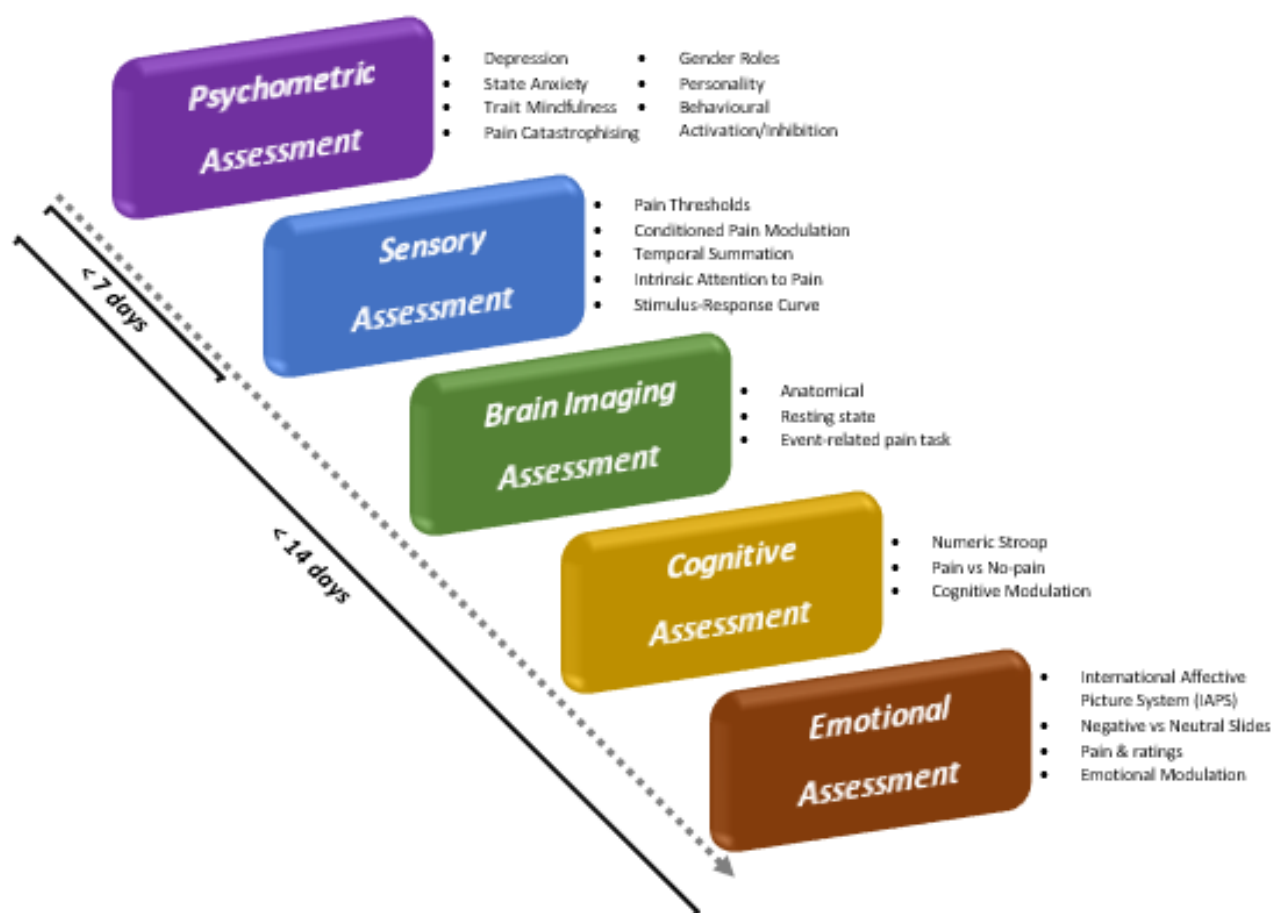 Psychometric
Assessment
• Depression
• State Anxiety
• Trait Mindfulness
• Pain Catastrophising
• Gender Roles
• Personality
• Behavioural
Activation/Inhibition
Sensory
Assessment
• Pain Thresholds
• Conditioned Pain Modulation
• Temporal Summation
• Intrinsic Attention to Pain
• Stimulus-Response Curve
< 7 days
Brain Imaging
Assessment
• Anatomical
• Resting state
• Event-related pain task
< 14 days
Cognitive
Assessment
• Numeric Stroop
• Pain vs No-pain
• Cognitive Modulation
Emotional
Assessment
• International Affective
Picture System (IAPS)
• Negative vs Neutral Slides
• Pain & ratings
• Emotional Modulation